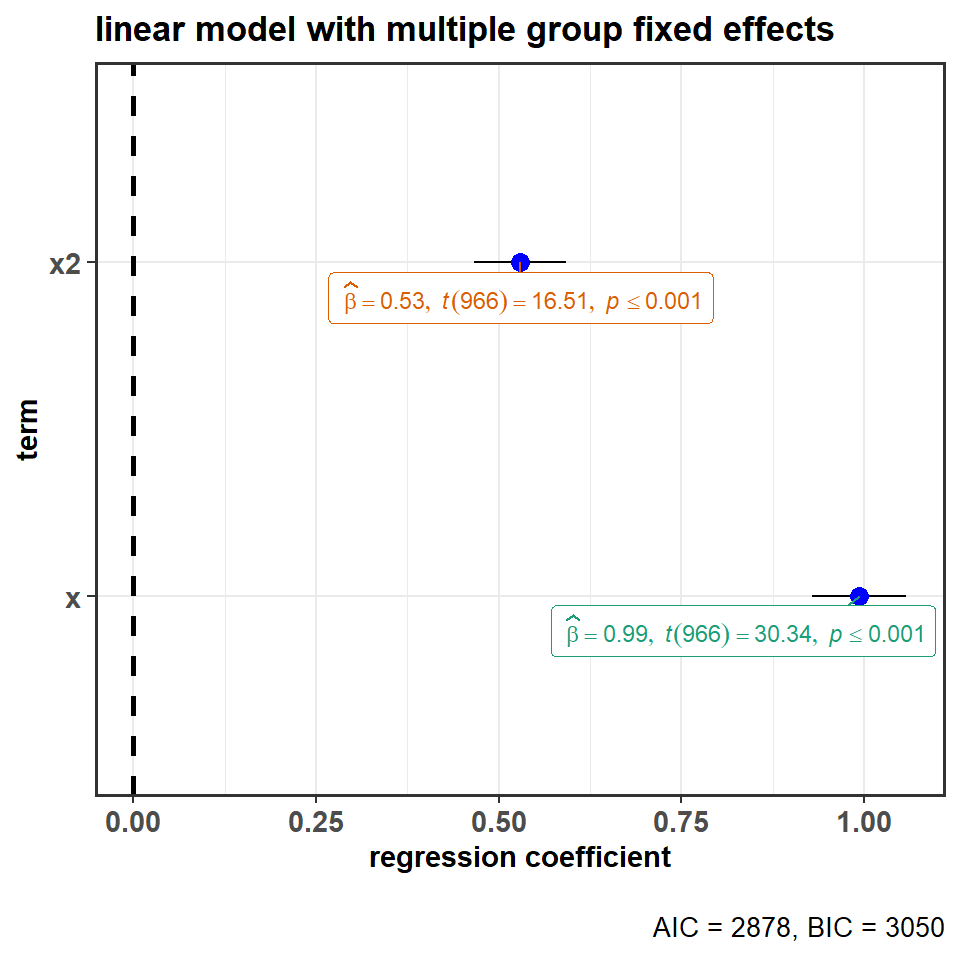 linear model with multiple group fixed effects
term
x2
β̂ = 0.53, t(966) = 16.51, p ≤ 0.001
x
β̂ = 0.99, t(966) = 30.34, p ≤ 0.001
0.00 0.25 0.50 0.75 1.00
regression coefficient
AIC = 2878, BIC = 3050